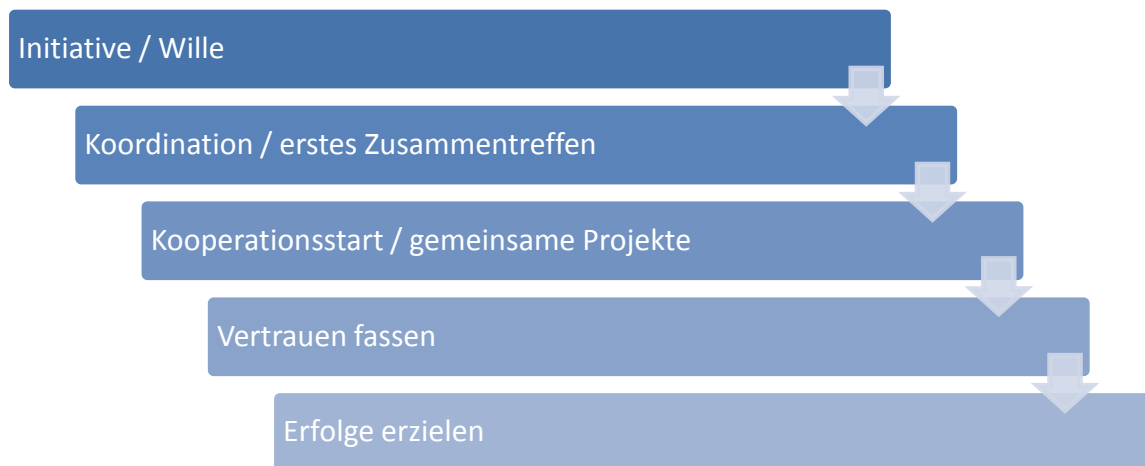 Initiative / Wille
Koordination / erstes Zusammentreffen
Kooperationsstart / gemeinsame Projekte
Vertrauen fassen
Erfolge erzielen